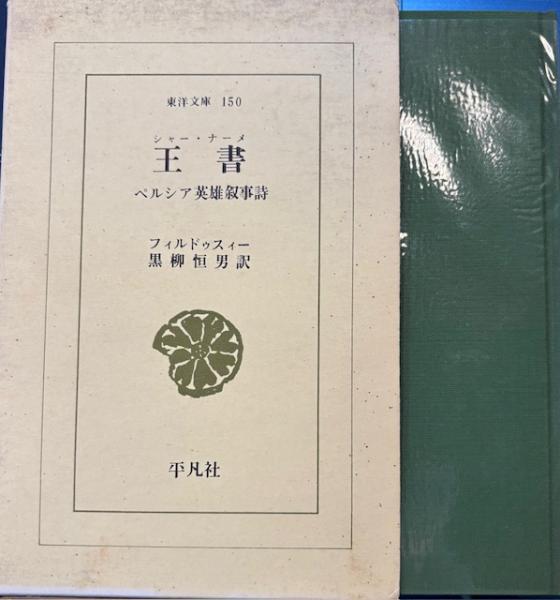 東洋文庫 150
シャー・ナーメ
王書
ペルシア英雄叙事詩
フィルドゥスィー
黒柳恒男訳
平凡社